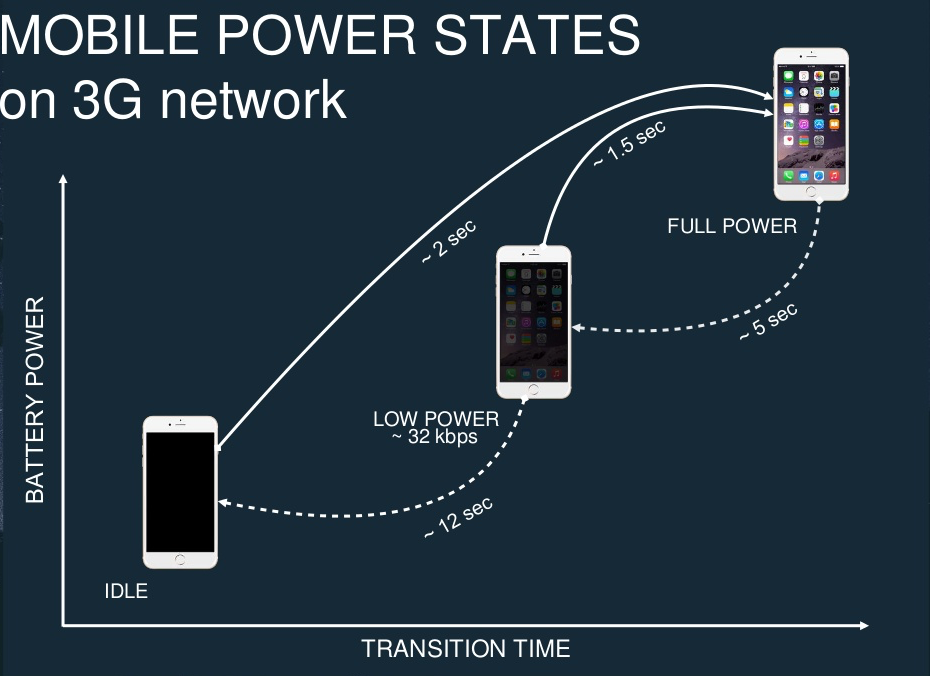 MOBILE POWER STATES
on 3G network
~ 1.5 sec
~ 2 sec
FULL POWER
~ 5 sec
BATTERY POWER
LOW POWER
~ 32 kbps
~ 12 sec
IDLE
TRANSITION TIME